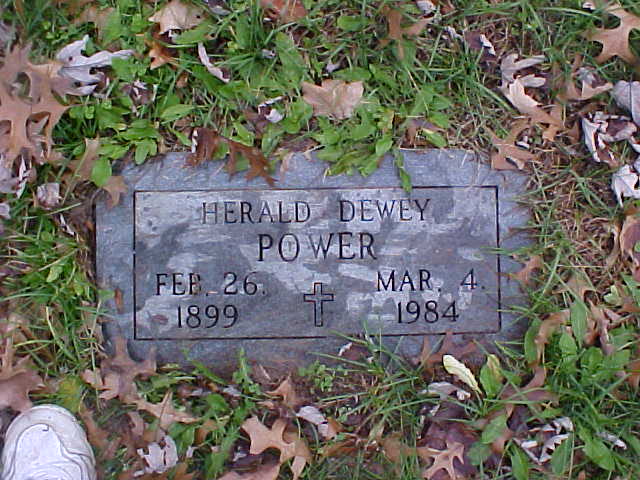 HERALD DEWEY
POWER
FEB. 26. MAR. 4.
1899 1984